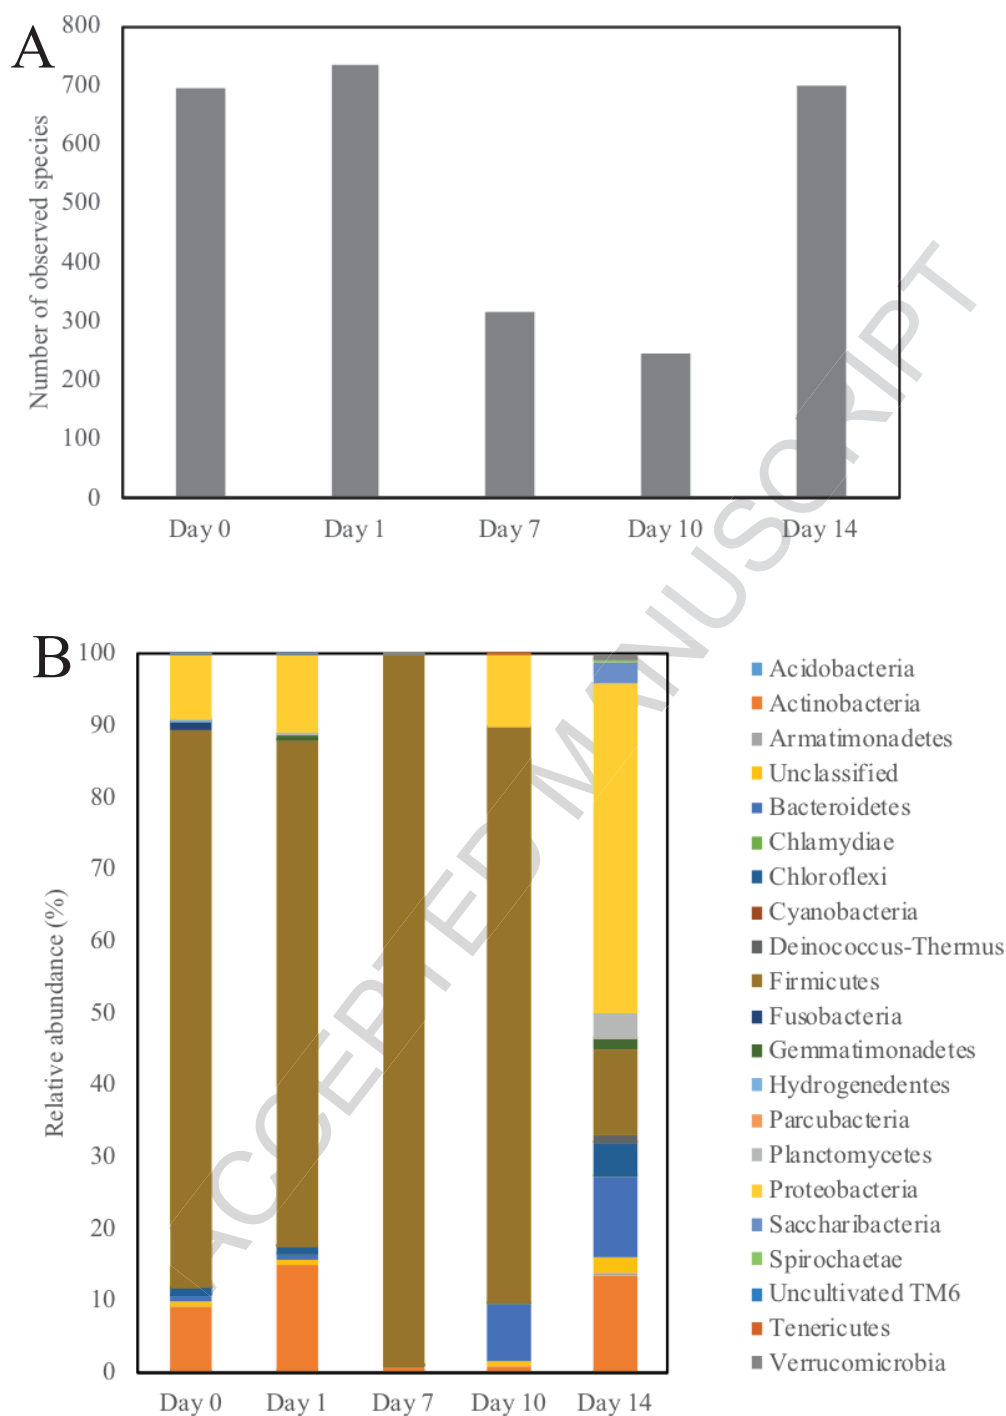 A
800
700
600
500
400
300
200
100
0
Number of observed species
Day 0 Day 1 Day 7 Day 10 Day 14
B
100
90
80
70
60
50
40
30
20
10
0
Relative abundance (%)
Day 0 Day 1 Day 7 Day 10 Day 14
Acidobacteria
Actinobacteria
Armatimonadetes
Unclassified
Bacteroidetes
Chlamydiae
Chloroflexi
Cyanobacteria
Deinococcus-Thermus
Firmicutes
Fusobacteria
Gemmatimonadetes
Hydrogenedentes
Parcubacteria
Planctomycetes
Proteobacteria
Saccharibacteria
Spirochaetae
Uncultivated TM6
Tenericutes
Verrucomicrobia
ACCEPTED MANUSCRIPT